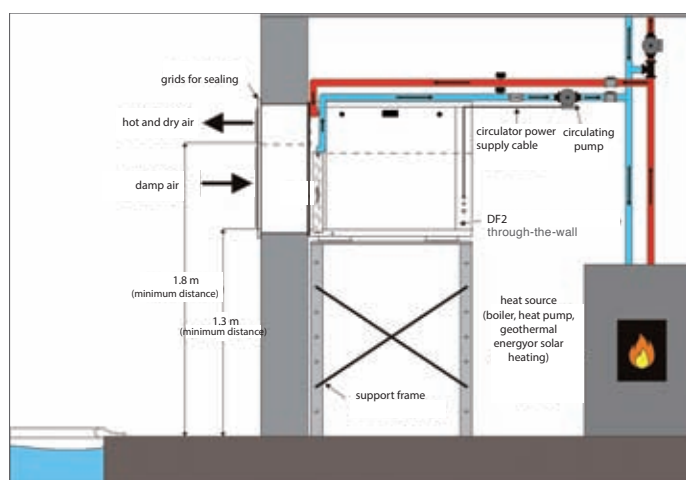 grids for sealing
hot and dry air
damp air
circulator power
supply cable
circulating
pump
DF2
through-the-wall
1.8 m
(minimum distance)
1.3 m
(minimum distance)
heat source
(boiler, heat pump,
geothermal
energyor solar
heating)
support frame